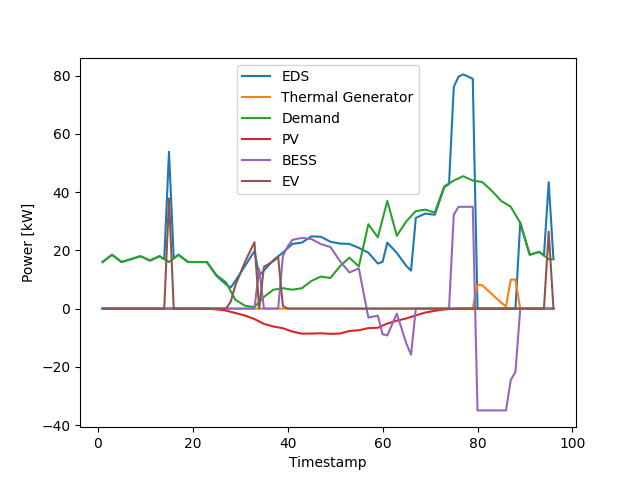 EDS
Thermal Generator
Demand
PV
BESS
EV
Power [kW]
80
60
40
20
0
−20
−40
0 20 40 60 80 100
Timestamp